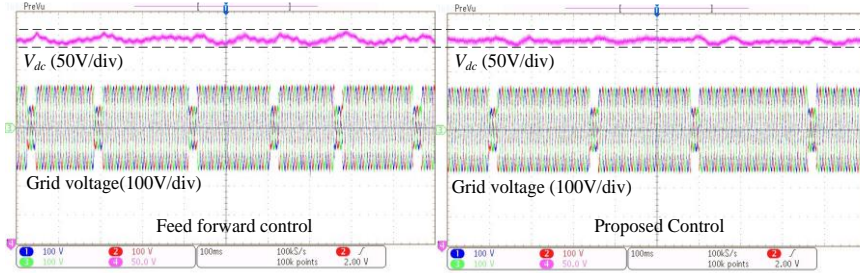 PreVu
Vdc (50V/div)
Grid voltage(100V/div)
Feed forward control
1 100 V 2 100 V 100ms 100kS/s 2
3 100 V 4 50.0 V 100k points 2.00 V
PreVu
Vdc (50V/div)
Grid voltage (100V/div)
Proposed Control
1 100 V 2 100 V 100ms 100kS/s 2
3 100 V 4 50.0 V 100k points 2.00 V